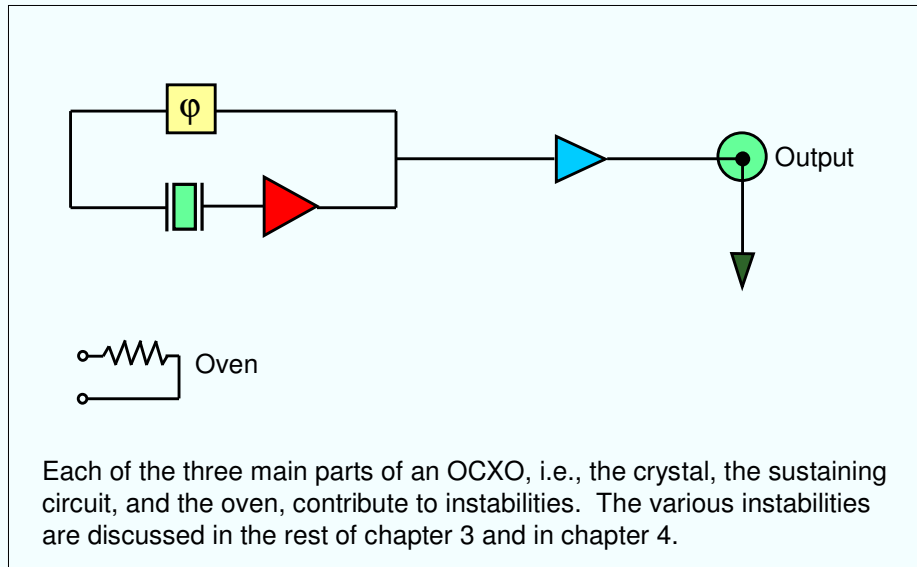 φ
Output
Oven
Each of the three main parts of an OCXO, i.e., the crystal, the sustaining
circuit, and the oven, contribute to instabilities.  The various instabilities
are discussed in the rest of chapter 3 and in chapter 4.